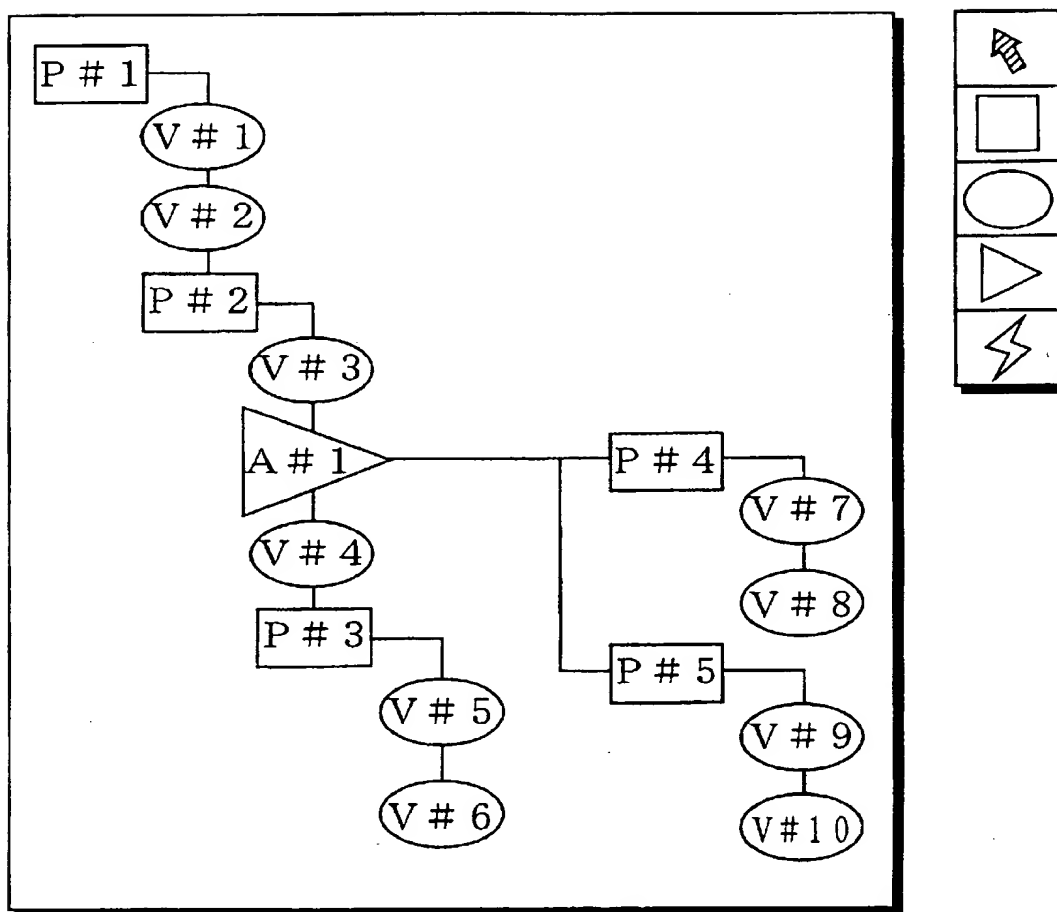 P # 1
V # 1
V # 2
P # 2
V # 3
A # 1
V # 4
P # 3
V # 5
V # 6
P # 4
V # 7
V # 8
P # 5
V # 9
V # 10